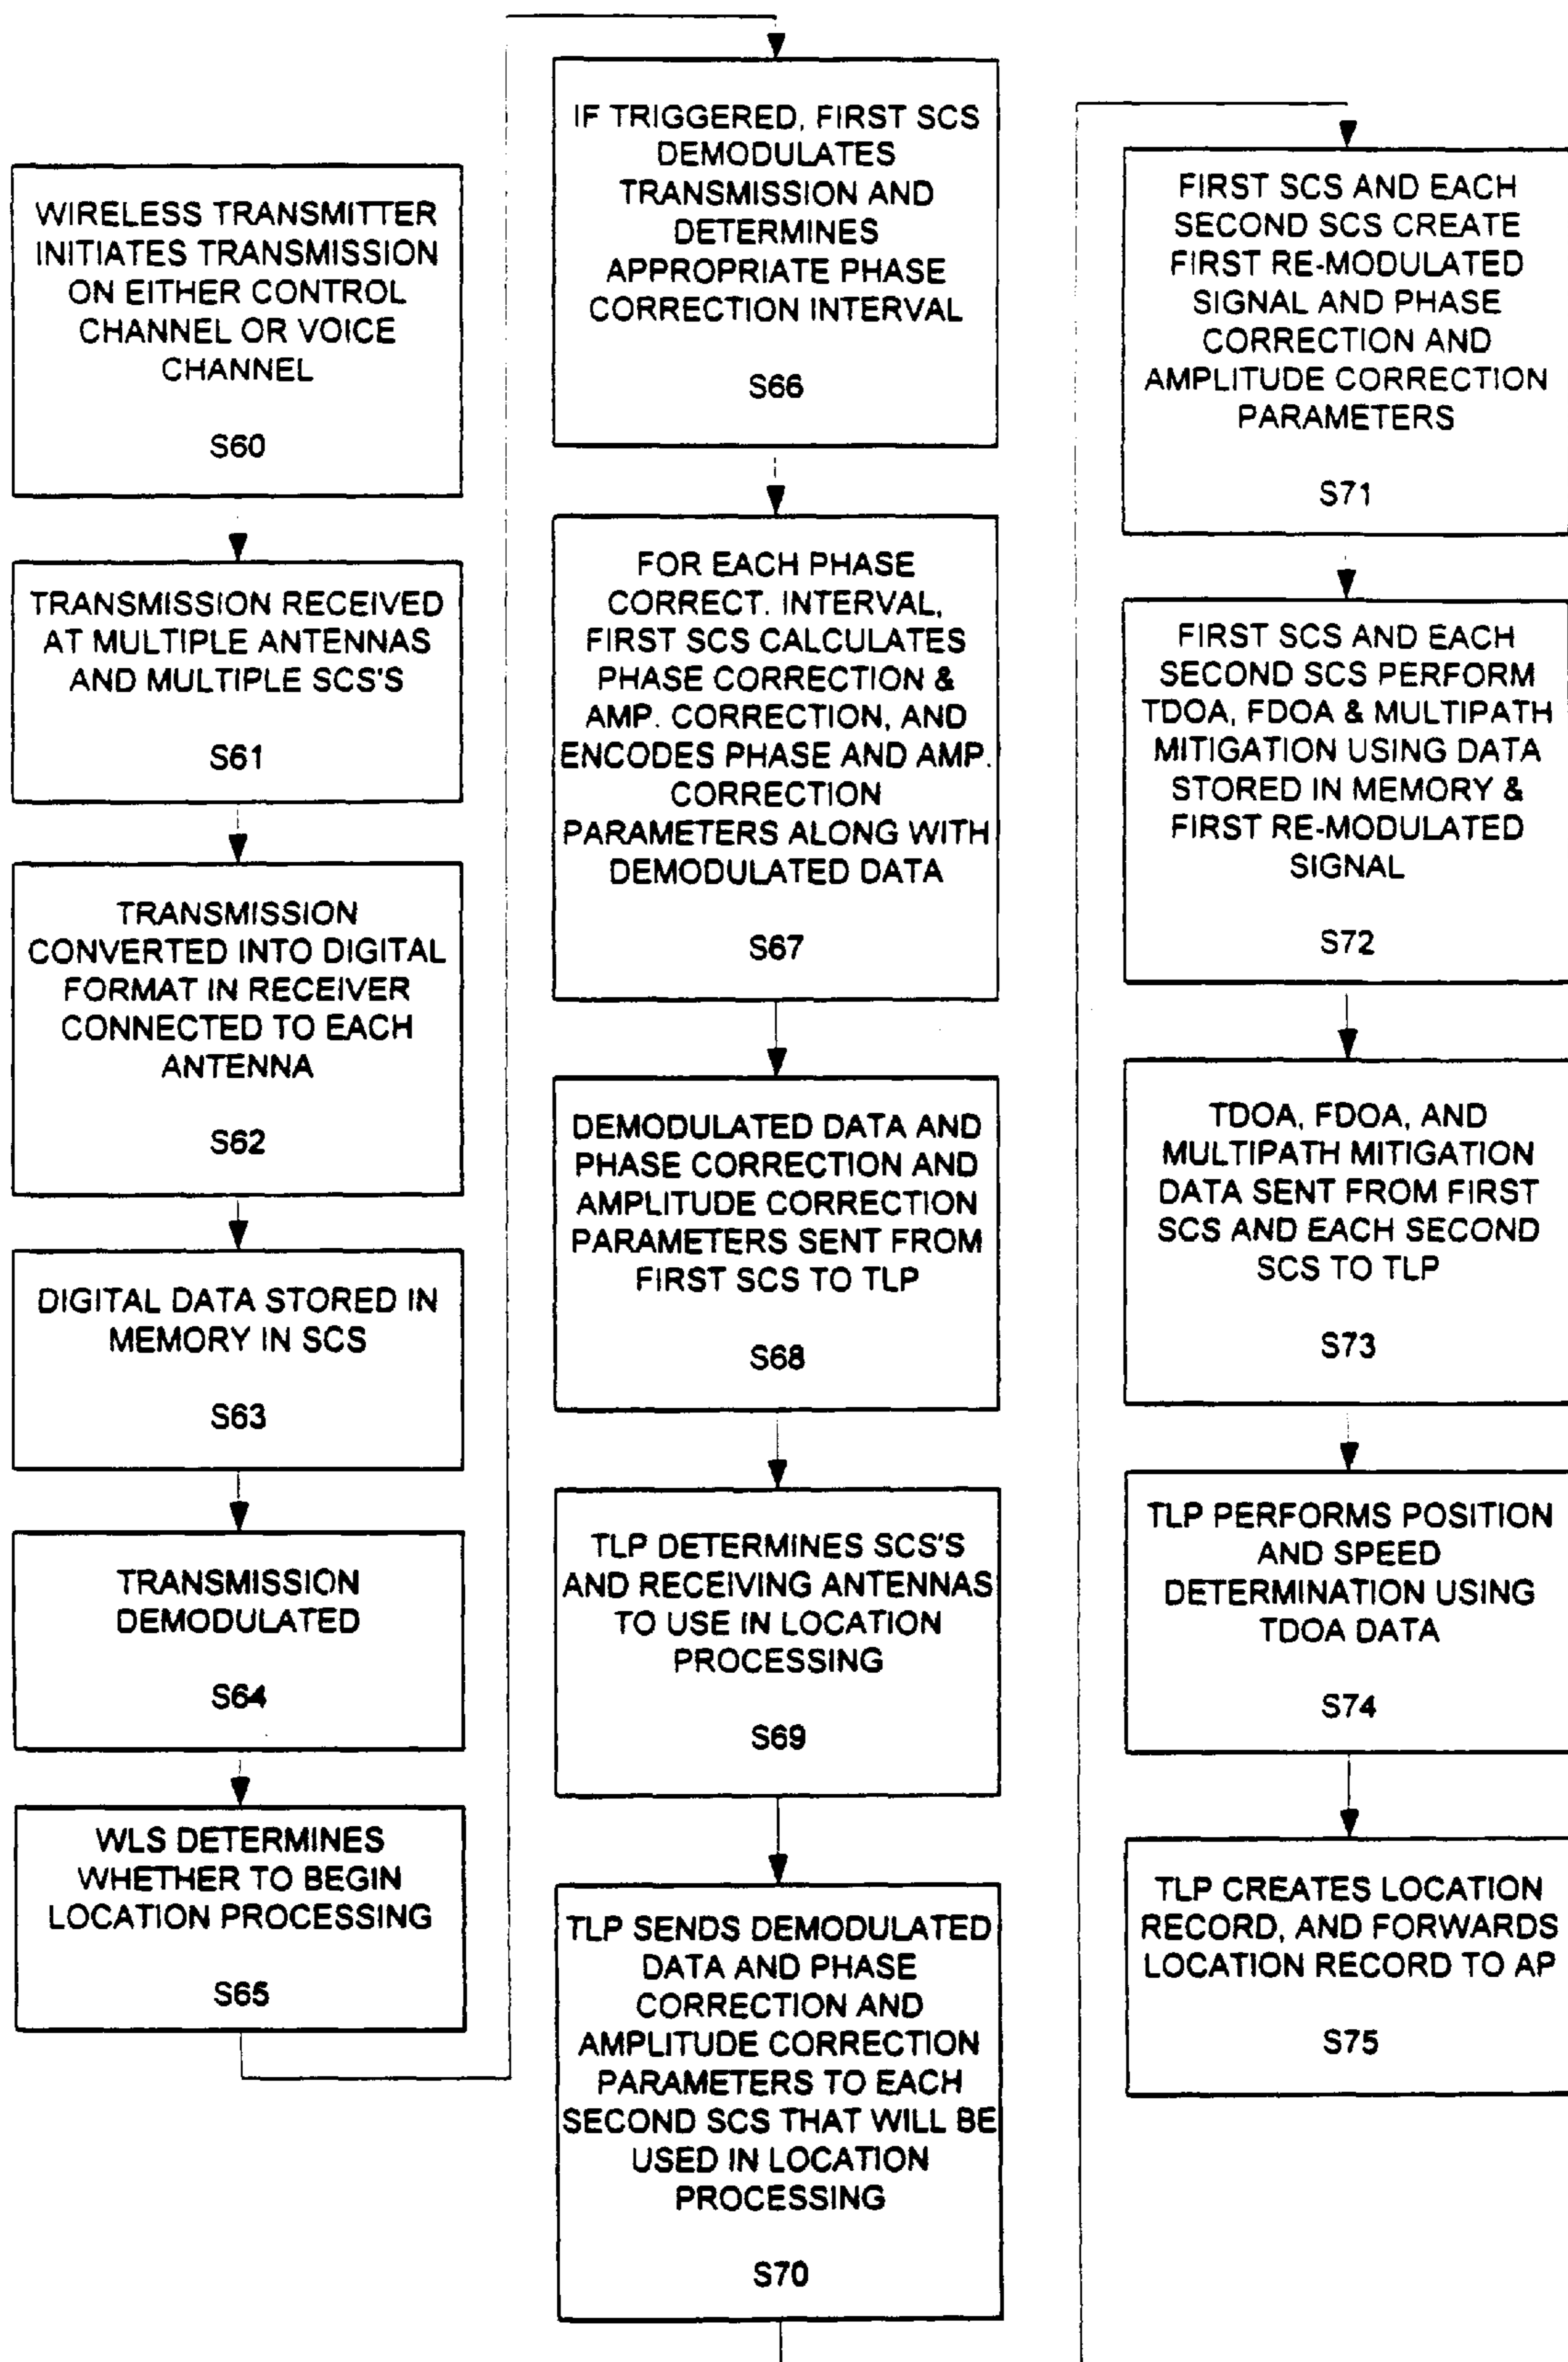 WIRELESS TRANSMITTER
INITIATES TRANSMISSION
ON EITHER CONTROL
CHANNEL OR VOICE
CHANNEL
S60
TRANSMISSION RECEIVED
AT MULTIPLE ANTENNAS
AND MULTIPLE SCS'S
S61
TRANSMISSION
CONVERTED INTO DIGITAL
FORMAT IN RECEIVER
CONNECTED TO EACH
ANTENNA
S62
DIGITAL DATA STORED IN
MEMORY IN SCS
S63
TRANSMISSION
DEMODULATED
S64
WLS DETERMINES
WHETHER TO BEGIN
LOCATION PROCESSING
S65
IF TRIGGERED, FIRST SCS
DEMODULATES
TRANSMISSION AND
DETERMINES
APPROPRIATE PHASE
CORRECTION INTERVAL
S66
FOR EACH PHASE
CORRECT. INTERVAL,
FIRST SCS CALCULATES
PHASE CORRECTION &
AMP. CORRECTION, AND
ENCODES PHASE AND AMP.
CORRECTION
PARAMETERS ALONG WITH
DEMODULATED DATA
S67
DEMODULATED DATA AND
PHASE CORRECTION AND
AMPLITUDE CORRECTION
PARAMETERS SENT FROM
FIRST SCS TO TLP
S68
TLP DETERMINES SCS'S
AND RECEIVING ANTENNAS
TO USE IN LOCATION
PROCESSING
S69
TLP SENDS DEMODULATED
DATA AND PHASE
CORRECTION AND
AMPLITUDE CORRECTION
PARAMETERS TO EACH
SECOND SCS THAT WILL BE
USED IN LOCATION
PROCESSING
S70
FIRST SCS AND EACH
SECOND SCS CREATE
FIRST RE-MODULATED
SIGNAL AND PHASE
CORRECTION AND
AMPLITUDE CORRECTION
PARAMETERS
S71
FIRST SCS AND EACH
SECOND SCS PERFORM
TDOA, FDOA & MULTIPATH
MITIGATION USING DATA
STORED IN MEMORY &
FIRST RE-MODULATED
SIGNAL
S72
TDOA, FDOA, AND
MULTIPATH MITIGATION
DATA SENT FROM FIRST
SCS AND EACH SECOND
SCS TO TLP
S73
TLP PERFORMS POSITION
AND SPEED
DETERMINATION USING
TDOA DATA
S74
TLP CREATES LOCATION
RECORD, AND FORWARDS
LOCATION RECORD TO AP
S75